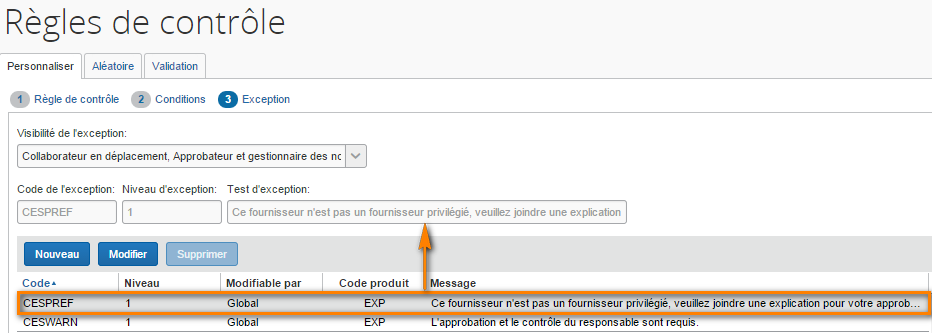 Règles de contrôle
Personnaliser Aléatoire Validation
1 Règle de contrôle 2 Conditions 3 Exception
Visibilité de l'exception:
Collaborateur en déplacement, Approbateur et gestionnaire des no
Code de l'exception: Niveau d'exception: Test d'exception:
CESPREF 1 Ce fournisseur n'est pas un fournisseur privilégié, veuillez joindre une explication
Nouveau Modifier Supprimer
Code Niveau Modifiable par Code produit Message
CESPREF 1 Global EXP Ce fournisseur n'est pas un fournisseur privilégié, veuillez joindre une explication pour votre approb...
CESWARN 1 Global EXP L'approbation et le contrôle du responsable sont requis.